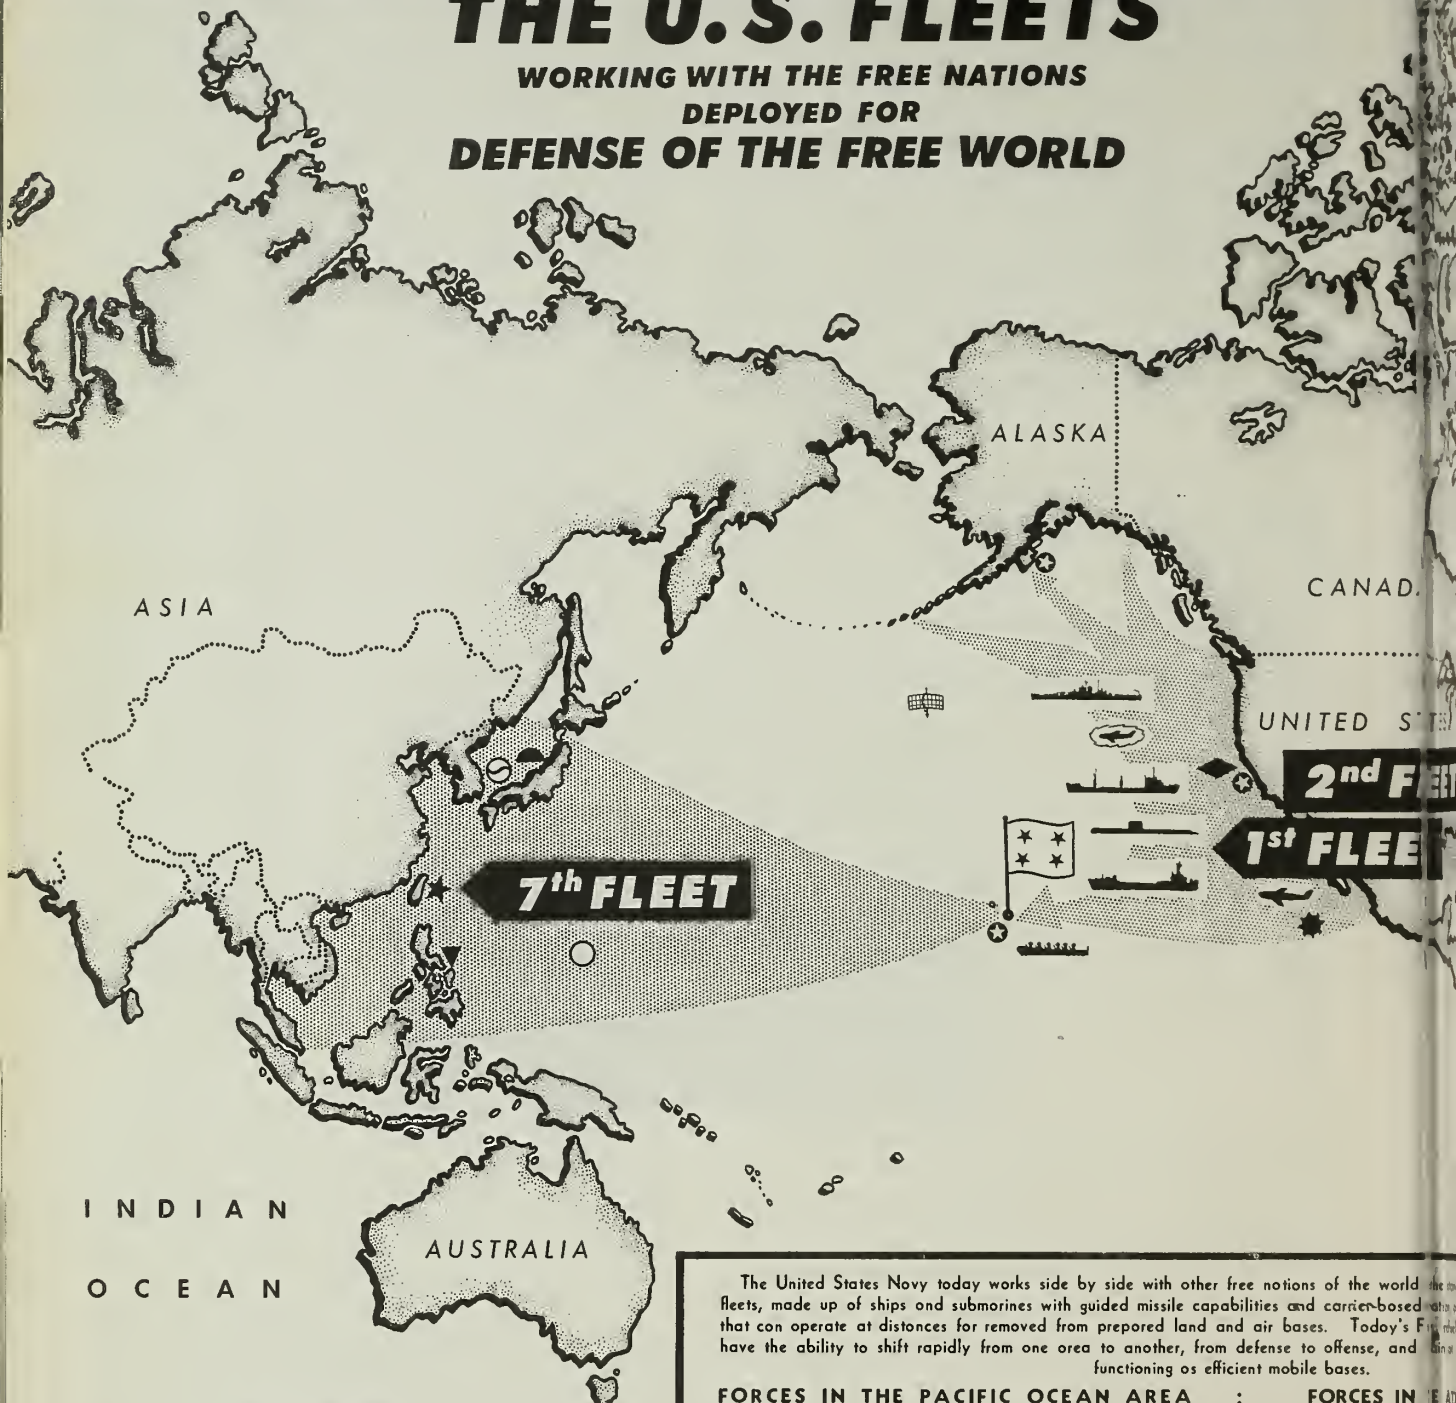 THE U.S. FLEETS
WORKING WITH THE FREE NATIONS
DEPLOYED FOR
DEFENSE OF THE FREE WORLD
ALASKA
ASIA
CANAD
UNITED S
2nd F
1st FLEET
7th FLEET
INDIAN
OCEAN
AUSTRALIA
The United States Navy today works side by side with other free notions of the world
fleets, made up of ships ond submorines with guided missile capabilities and carrier-bosed
that con operate at distonces for removed from prepored land and air bases. Todoy's
have the ability to shift rapidly from one orea to another, from defense to offense, and
functioning os efficient mobile bases.
FORCES IN THE PACIFIC OCEAN AREA : FORCES IN